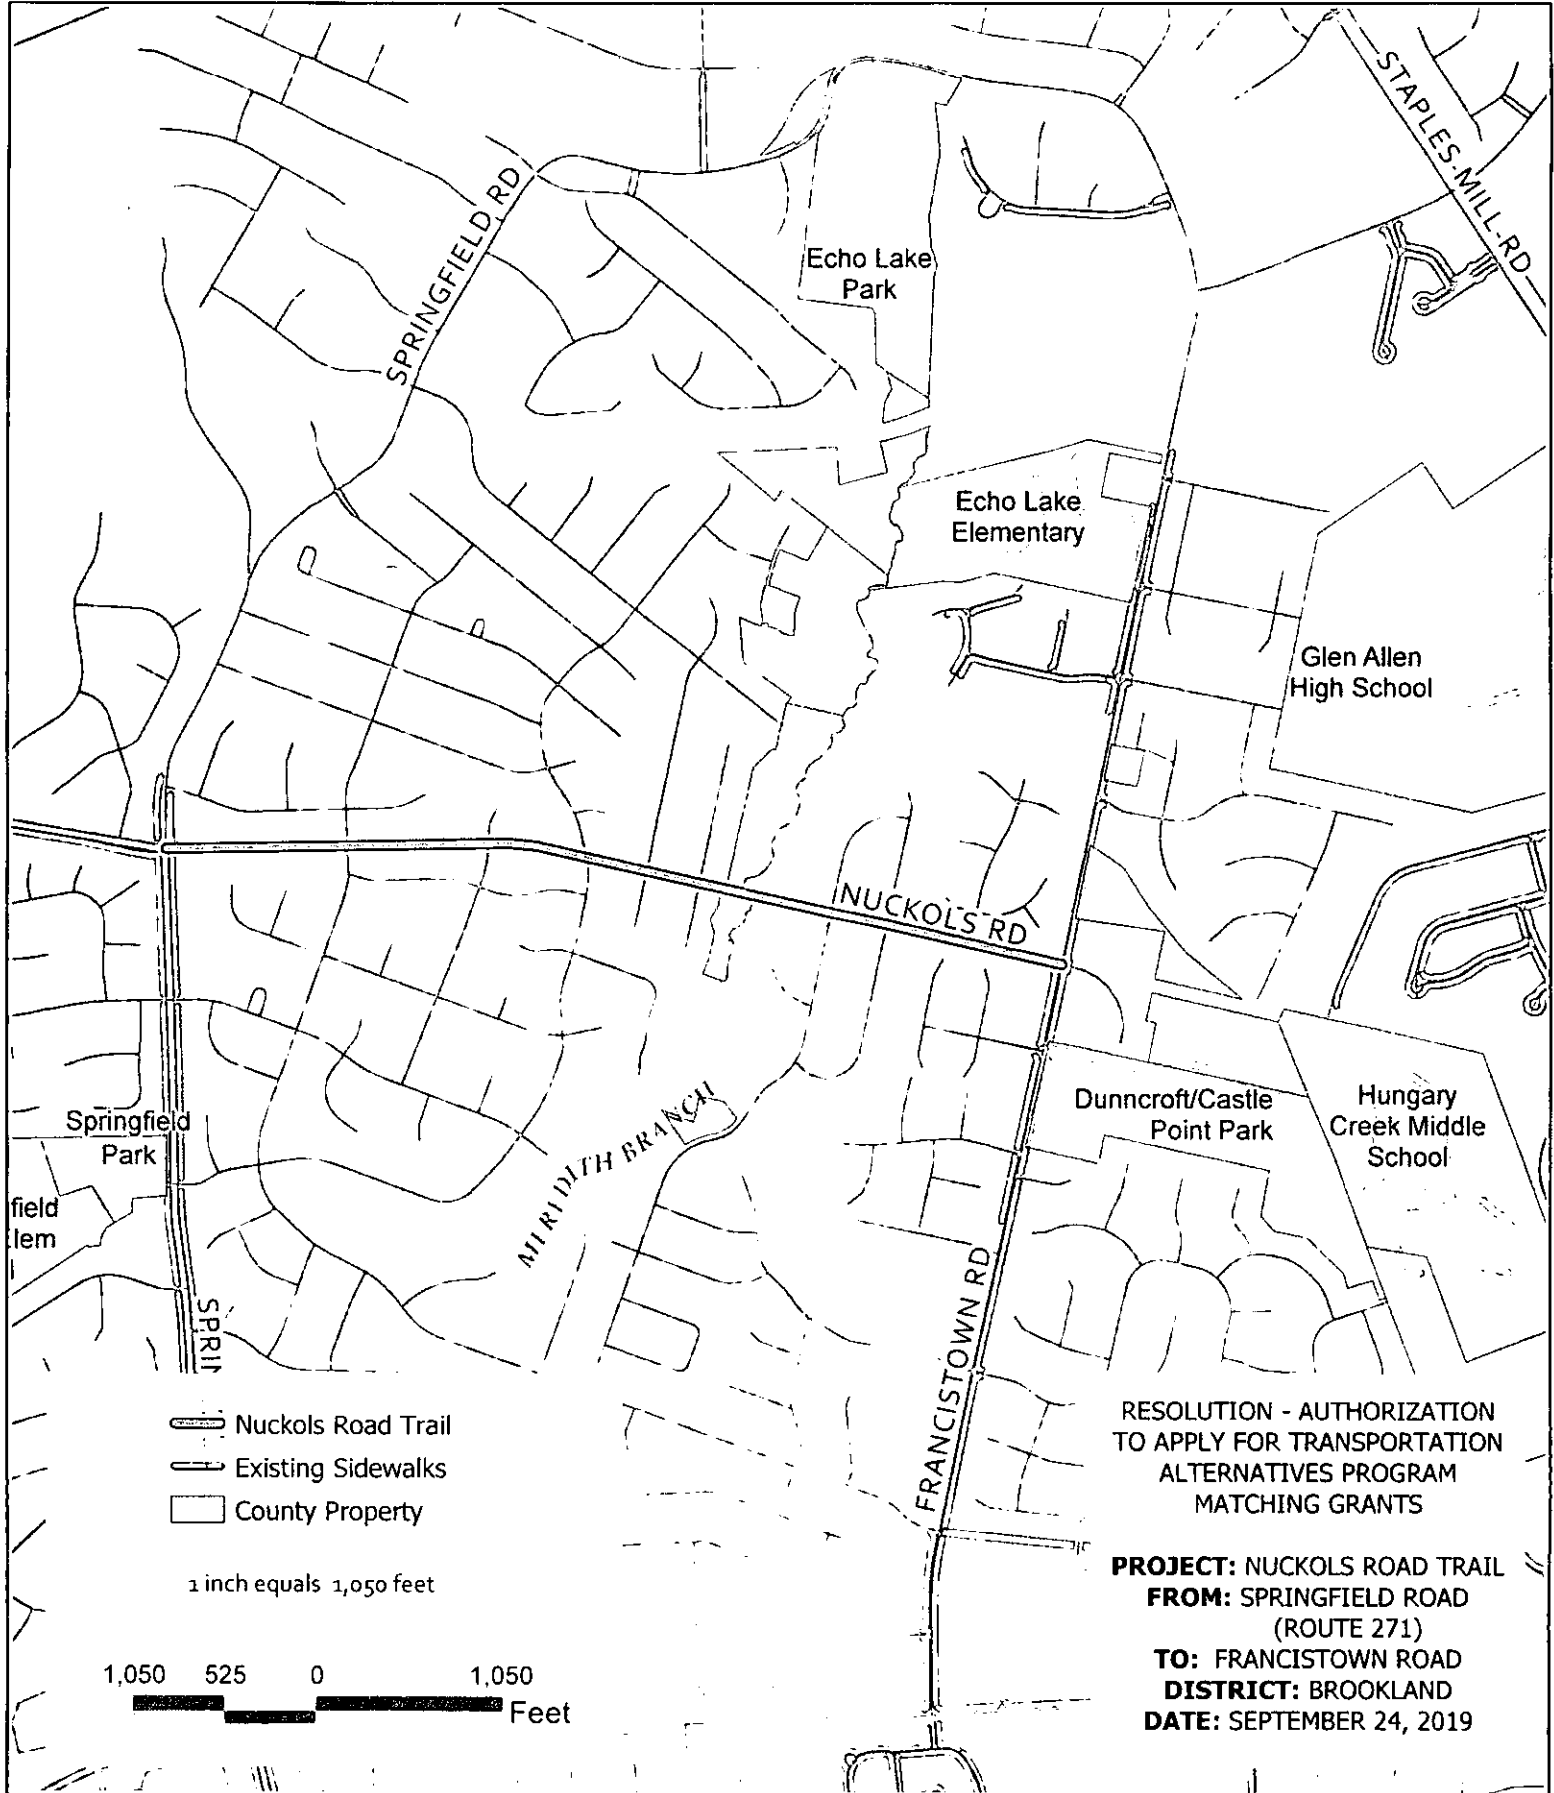 STAPLES-MILL-RD
SPRINGFIELD RD
Echo Lake
Park
Echo Lake
Elementary
Glen Allen
High School
NUCKOLS RD
Springfield
Park
field
lem
BRANCH
Dunncroft/Castle
Point Park
Hungary
Creek Middle
School
SPRIN
FRANCISTOWN RD
Nuckols Road Trail
Existing Sidewalks
County Property
1 inch equals 1,050 feet
1,050 525 0 1,050
Feet
RESOLUTION - AUTHORIZATION
TO APPLY FOR TRANSPORTATION
ALTERNATIVES PROGRAM
MATCHING GRANTS
PROJECT: NUCKOLS ROAD TRAIL
FROM: SPRINGFIELD ROAD
(ROUTE 271)
TO: FRANCISTOWN ROAD
DISTRICT: BROOKLAND
DATE: SEPTEMBER 24, 2019